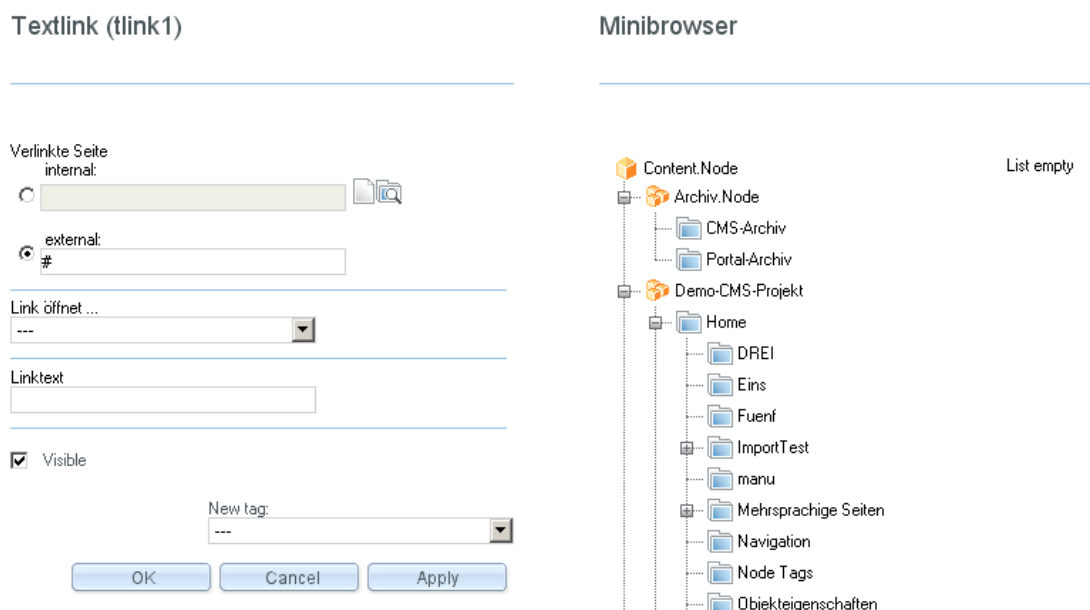 Textlink (tlink1)
Verlinkte Seite
internal:
external:
#
Link öffnet ...
---
Linktext
Visible
New tag:
---
OK
Cancel
Apply
Minibrowser
Content.Node
List empty
Archiv.Node
CMS-Archiv
Portal-Archiv
Demo-CMS-Projekt
Home
DREI
Eins
Fuenf
ImportTest
manu
Mehrsprachige Seiten
Navigation
Node Tags
Objekteigenschaften